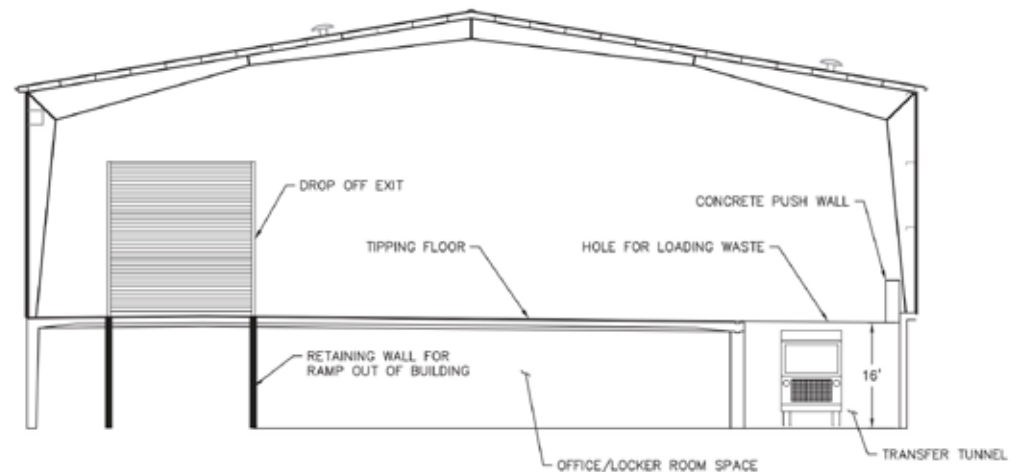 DROP OFF EXIT
CONCRETE PUSH WALL
TIPPING FLOOR
HOLE FOR LOADING WASTE
RETAINING WALL FOR
RAMP OUT OF BUILDING
16'
OFFICE/LOCKER ROOM SPACE
TRANSFER TUNNEL